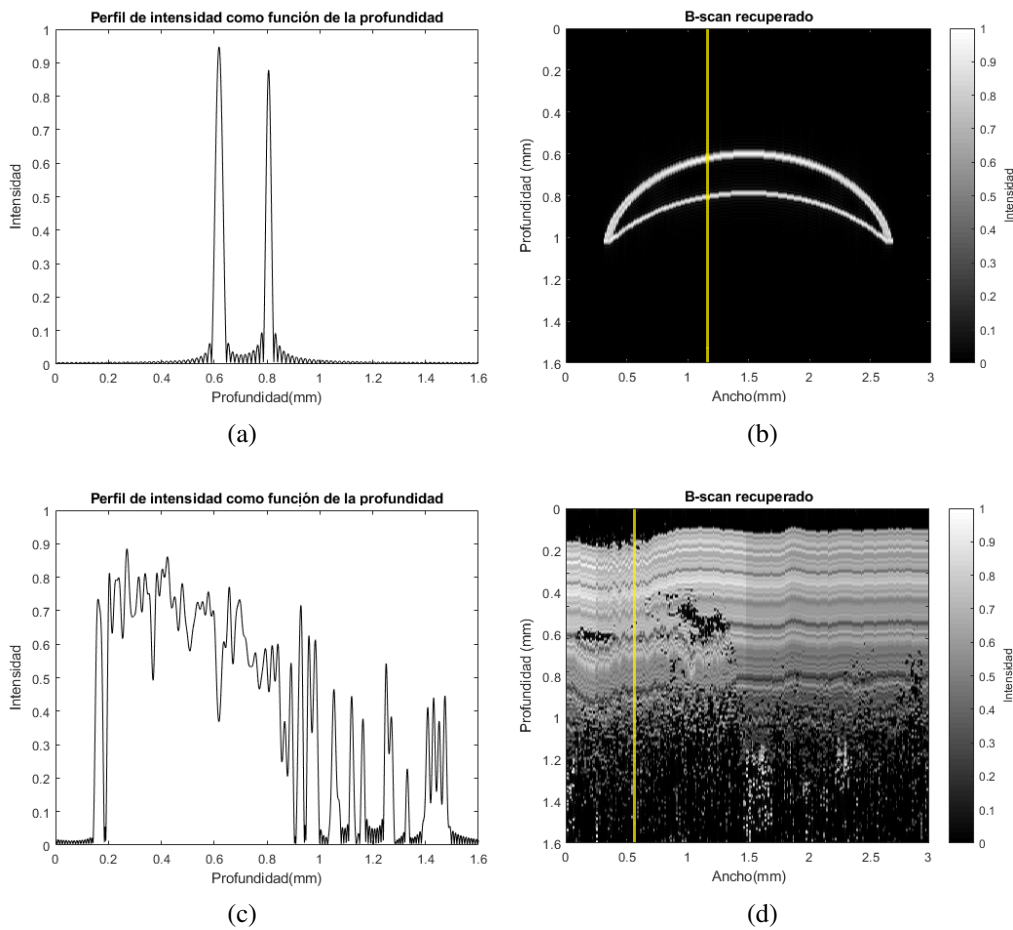 Perfil de intensidad como función de la profundidad
1
0.9
0.8
0.7
0.6
0.5
0.4
0.3
0.2
0.1
0
Intensidad
0 0.2 0.4 0.6 0.8 1 1.2 1.4 1.6
Profundidad(mm)
(a)
B-scan recuperado
0
0.2
0.4
0.6
0.8
1
1.2
1.4
1.6
Profundidad (mm)
0 0.5 1 1.5 2 2.5 3
Ancho(mm)
1
0.9
0.8
0.7
0.6
0.5
0.4
0.3
0.2
0.1
0
Intensidad
(b)
Perfil de intensidad como función de la profundidad
1
0.9
0.8
0.7
0.6
0.5
0.4
0.3
0.2
0.1
0
Intensidad
0 0.2 0.4 0.6 0.8 1 1.2 1.4 1.6
Profundidad(mm)
(c)
B-scan recuperado
0
0.2
0.4
0.6
0.8
1
1.2
1.4
1.6
Profundidad (mm)
0 0.5 1 1.5 2 2.5 3
Ancho(mm)
1
0.9
0.8
0.7
0.6
0.5
0.4
0.3
0.2
0.1
0
Intensidad
(d)